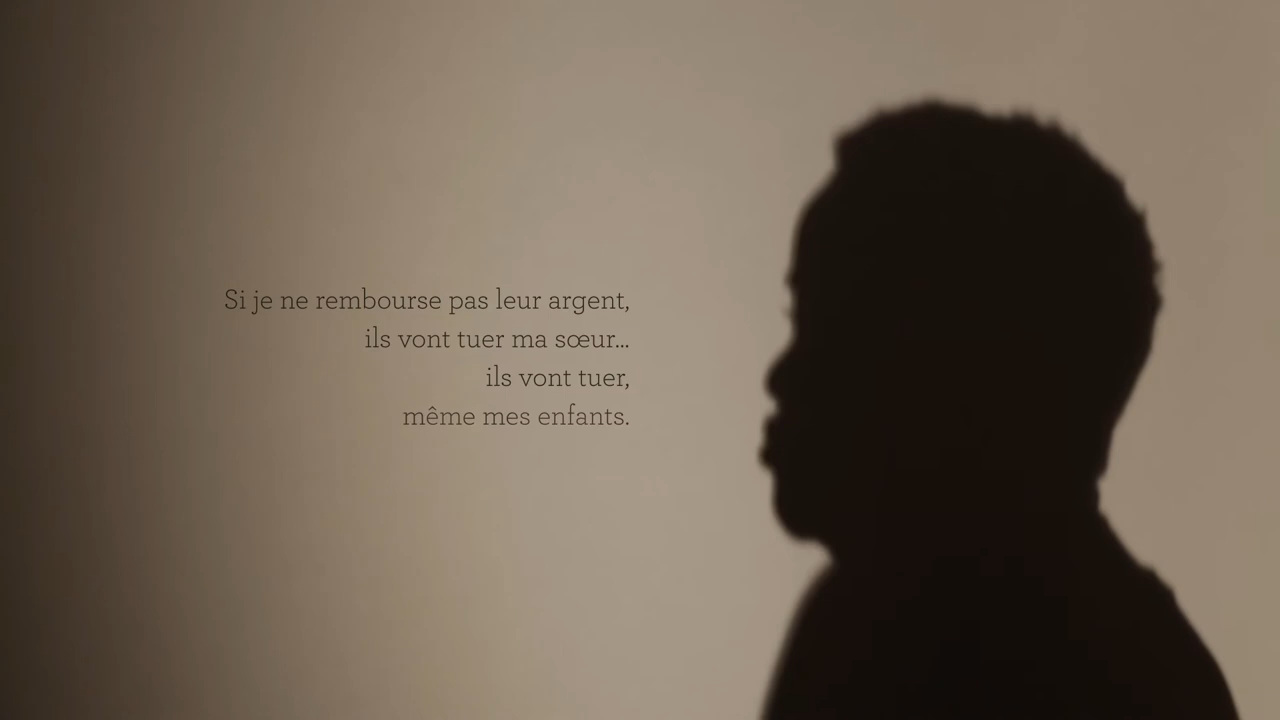 Si je ne rembourse pas leur argent,
ils vont tuer ma sœur...
ils vont tuer,
même mes enfants.